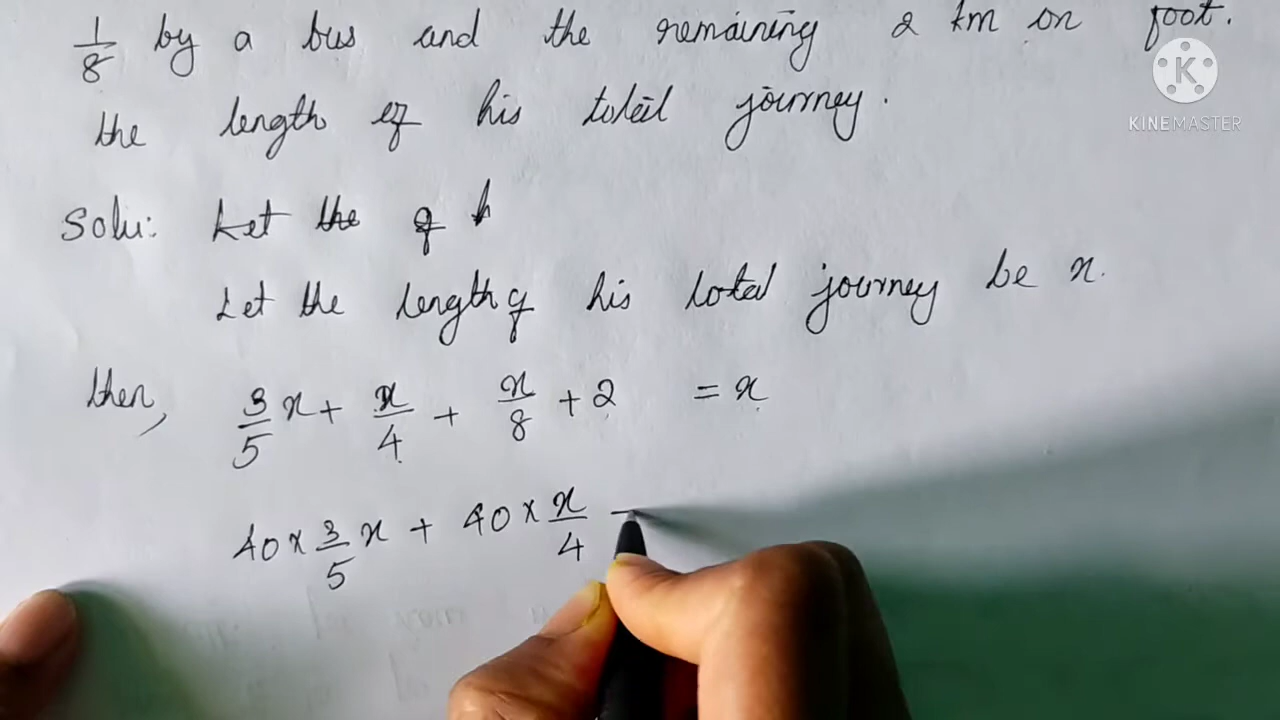 1/8 by a bus and the remaining 2 km on foot.
KINEMASTER
the length of his total journey.
Solu: Let the of h
Let the length of his total journey be x.
then, 3/5 x + x/4 + x/8 + 2 = x
40 × 3/5 x + 40 × x/4 –